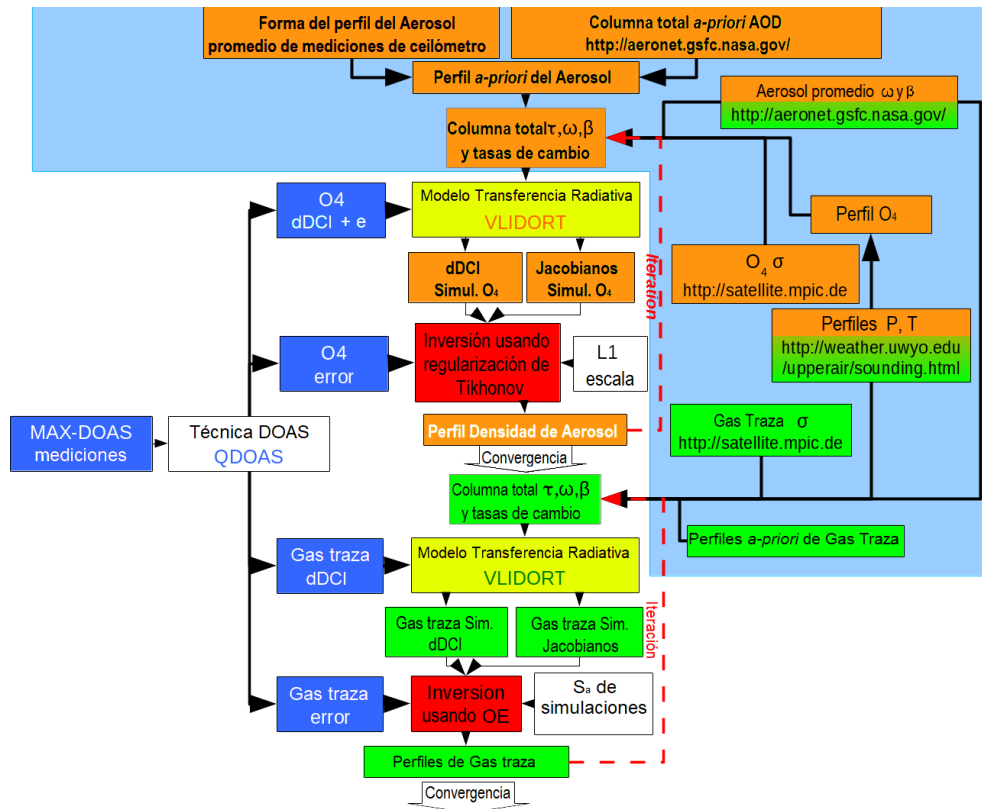 Forma del perfil del Aerosol
promedio de mediciones de ceilómetro
Columna total a-priori AOD
http://aeronet.gsfc.nasa.gov/
Perfil a-priori del Aerosol
Aerosol promedio ω y β
http://aeronet.gsfc.nasa.gov/
Columna total τ,ω,β
y tasas de cambio
O4
dDCI + e
Modelo Transferencia Radiativa
VLIDORT
Perfil O4
dDCI
Simul. O4
Jacobianos
Simul. O4
Iteration
O4 σ
http://satellite.mpic.de
Perfiles P, T
http://weather.uwyo.edu
/upperair/sounding.html
O4
error
Inversión usando
regularización de
Tikhonov
L1
escala
MAX-DOAS
mediciones
Técnica DOAS
QDOAS
Perfil Densidad de Aerosol
Gas Traza σ
http://satellite.mpic.de
Convergencia
Columna total τ,ω,β
y tasas de cambio
Perfiles a-priori de Gas Traza
Gas traza
dDCI
Modelo Transferencia Radiativa
VLIDORT
Gas traza Sim.
dDCI
Gas traza Sim.
Jacobianos
Iteración
Gas traza
error
Inversion
usando OE
Sa de
simulaciones
Perfiles de Gas traza
Convergencia